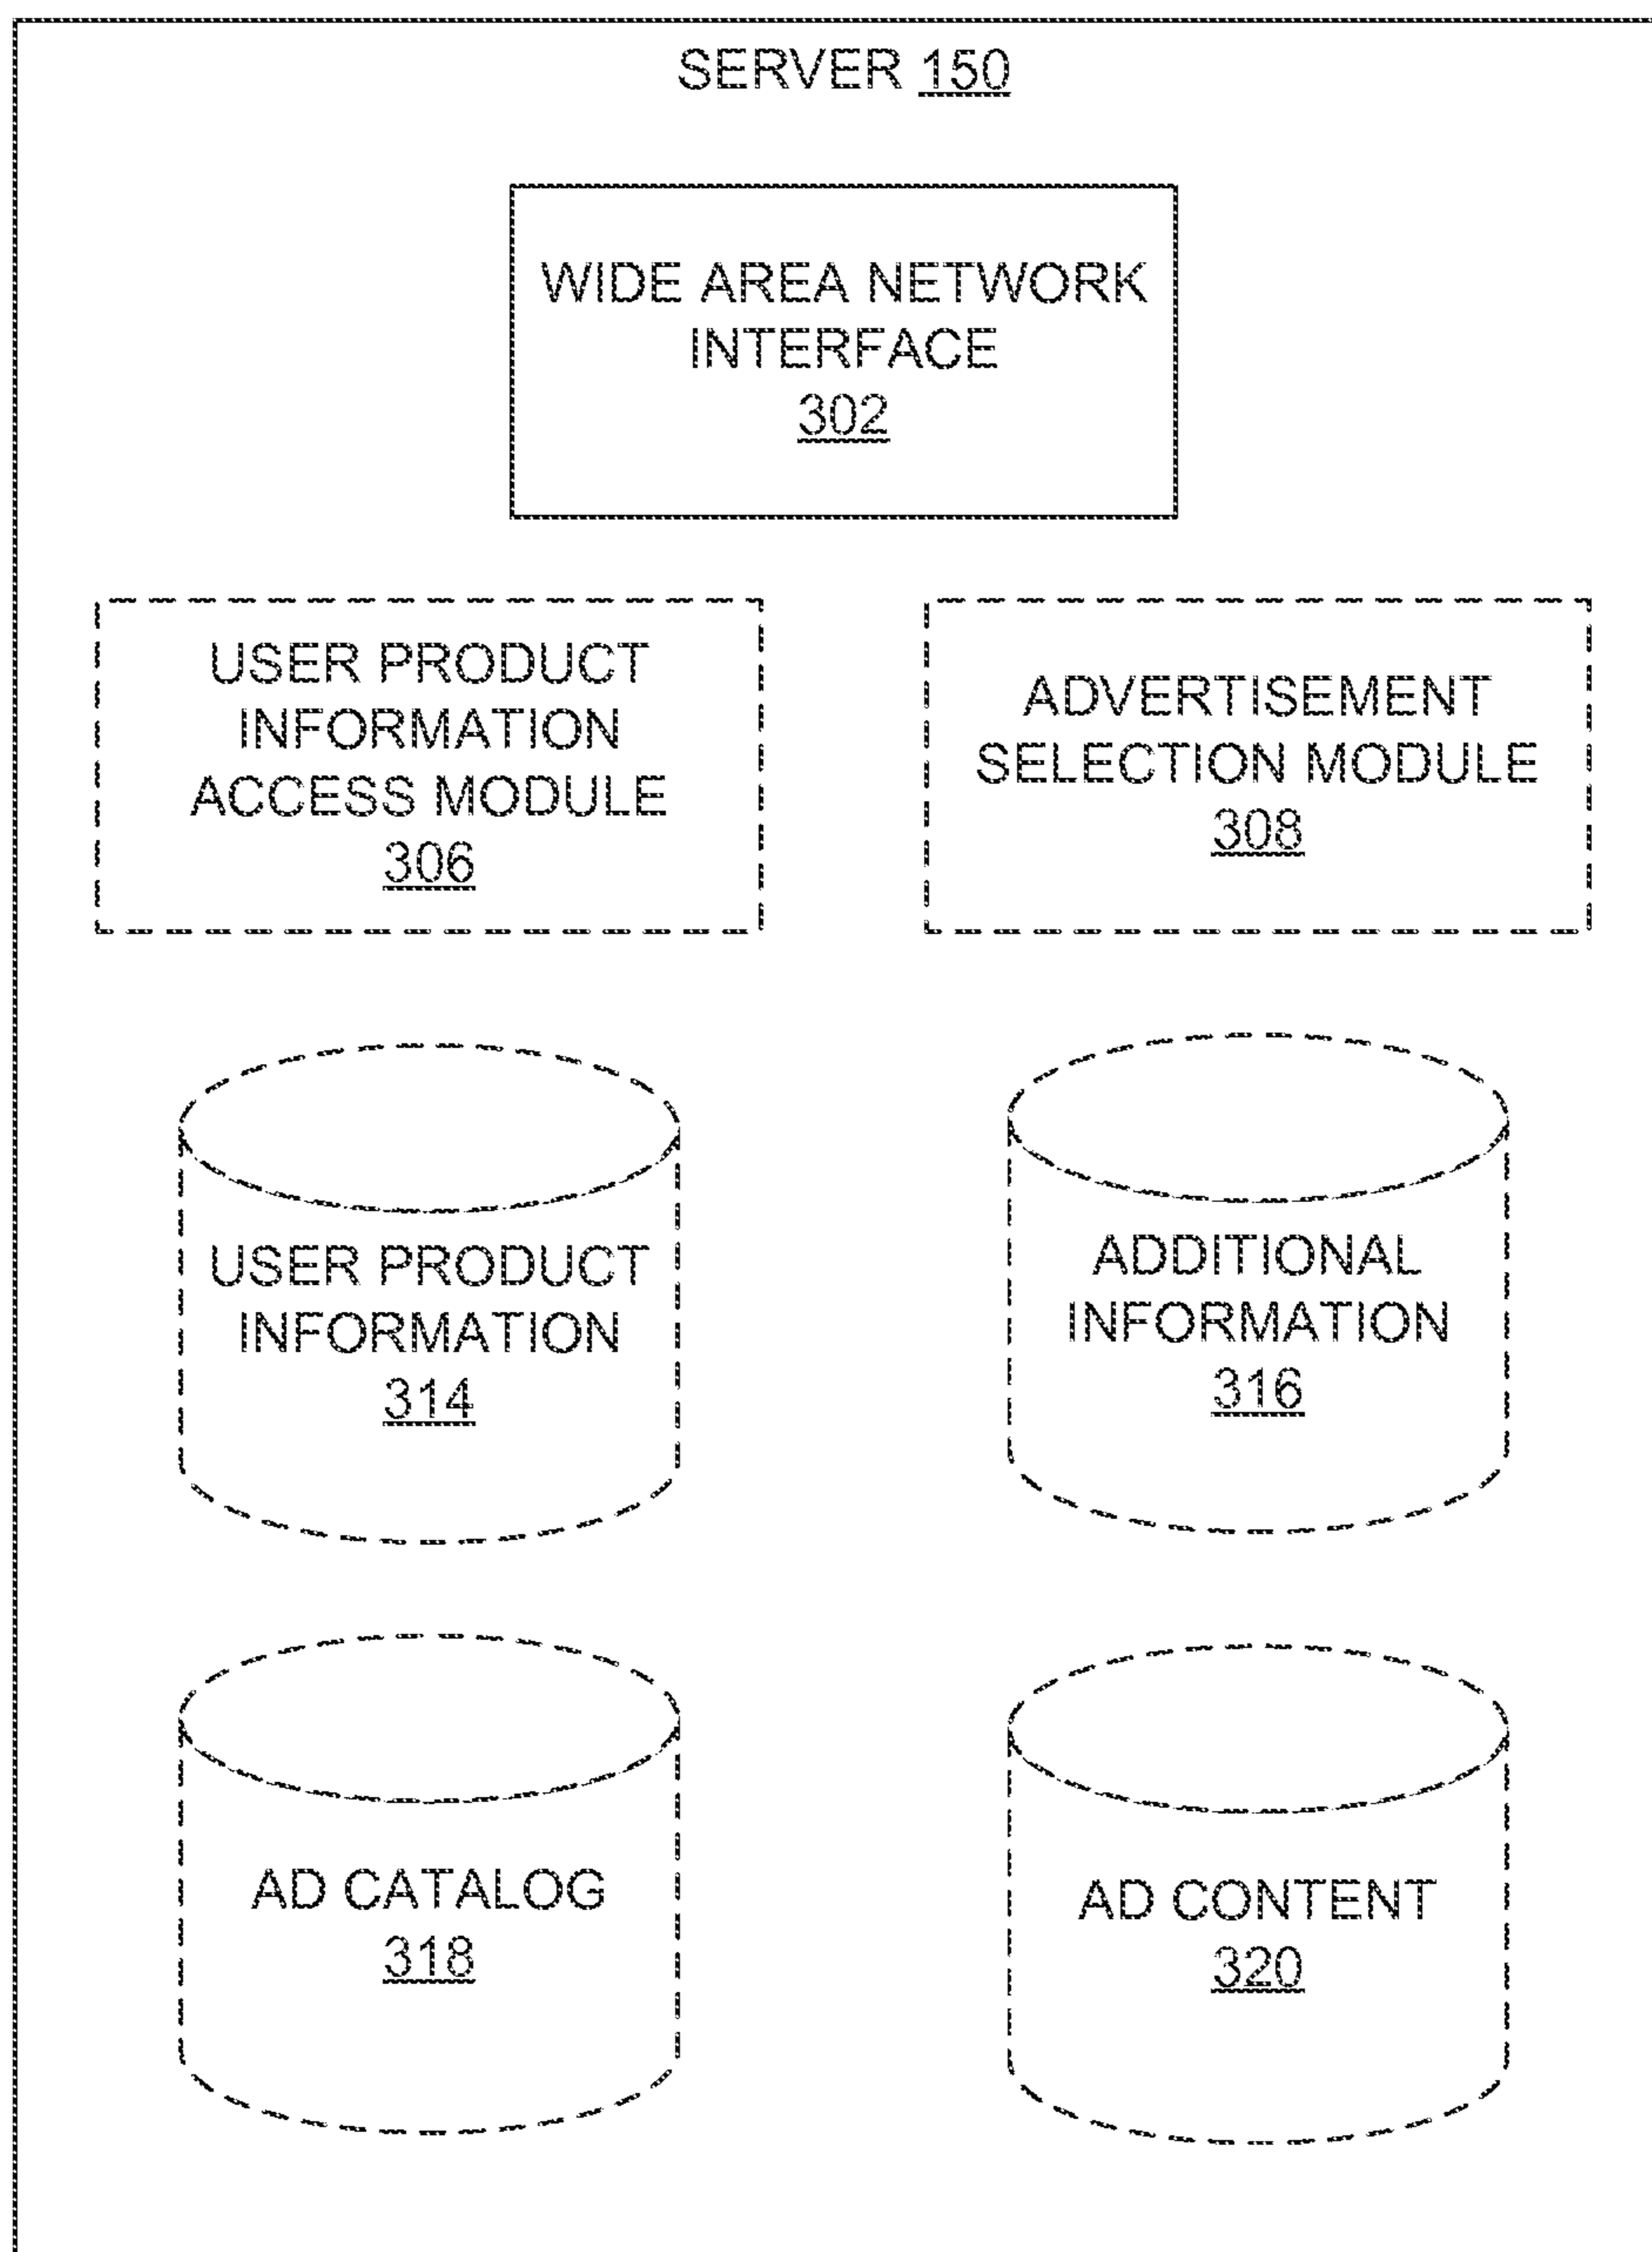 SERVER 150
WIDE AREA NETWORK
INTERFACE
302
USER PRODUCT
INFORMATION
ACCESS MODULE
306
ADVERTISEMENT
SELECTION MODULE
308
USER PRODUCT
INFORMATION
314
ADDITIONAL
INFORMATION
316
AD CATALOG
318
AD CONTENT
320